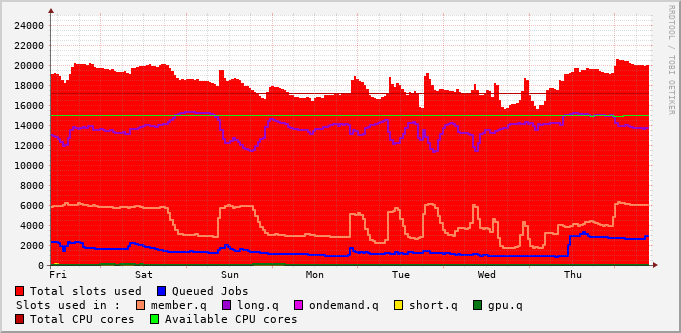 24000
22000
20000
18000
16000
14000
12000
10000
8000
6000
4000
2000
0
Fri Sat Sun Mon Tue Wed Thu
RRDTOOL / TOBI OETIKER
Total slots used Queued Jobs
Slots used in : member.q long.q ondemand.q short.q gpu.q
Total CPU cores Available CPU cores